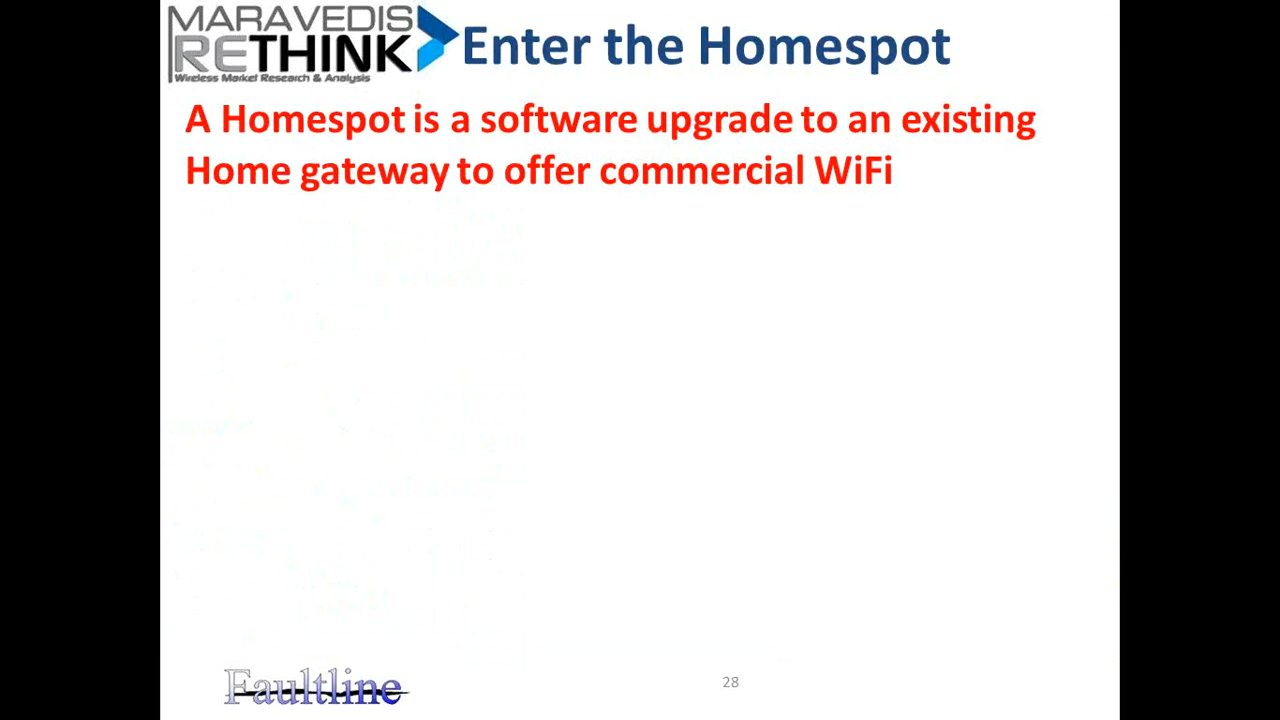 MARAVEDIS
RETHINK
Wireless Market Research & Analysis
Enter the Homespot
A Homespot is a software upgrade to an existing
Home gateway to offer commercial WiFi
Faultline
28